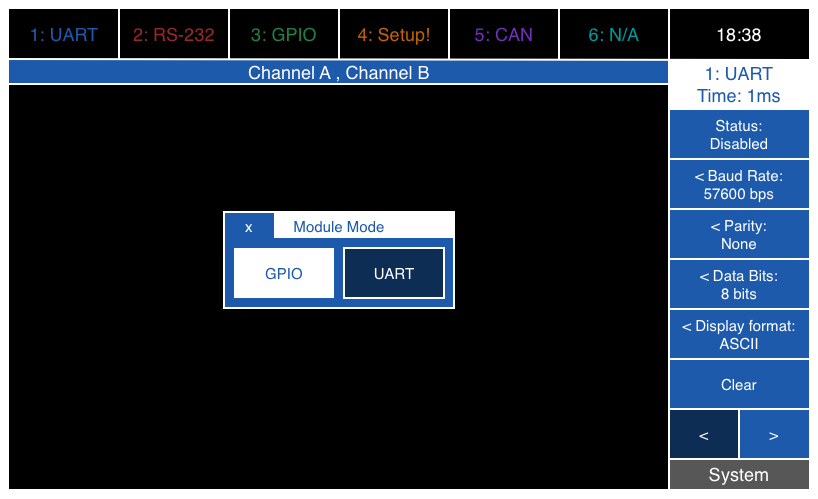 1: UART 2: RS-232 3: GPIO 4: Setup! 5: CAN 6: N/A 18:38
Channel A , Channel B
1: UART
Time: 1ms
Status:
Disabled
< Baud Rate:
57600 bps
< Parity:
None
< Data Bits:
8 bits
< Display format:
ASCII
Clear
< >
System
x Module Mode
GPIO UART